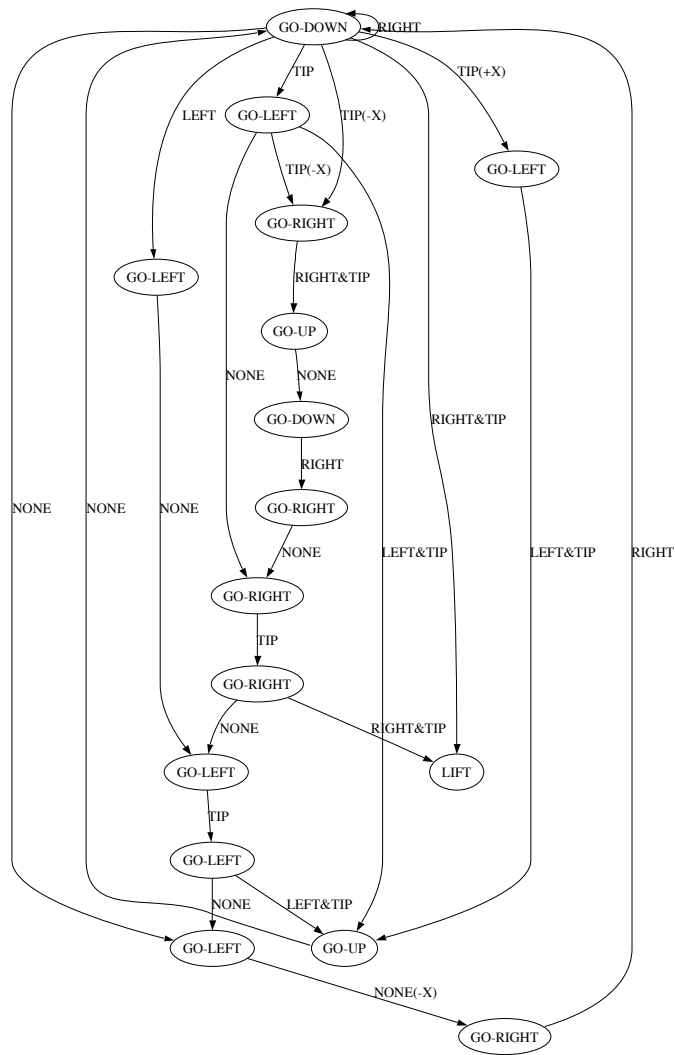 GO-DOWN
RIGHT
TIP
TIP(+X)
GO-LEFT
LEFT
TIP(-X)
TIP(-X)
GO-LEFT
GO-RIGHT
GO-LEFT
RIGHT&TIP
GO-UP
NONE
NONE
GO-DOWN
RIGHT&TIP
RIGHT
NONE
NONE
NONE
GO-RIGHT
NONE
LEFT&TIP
LEFT&TIP
RIGHT
GO-RIGHT
TIP
GO-RIGHT
NONE
RIGHT&TIP
GO-LEFT
LIFT
TIP
GO-LEFT
NONE
LEFT&TIP
GO-LEFT
GO-UP
NONE(-X)
GO-RIGHT